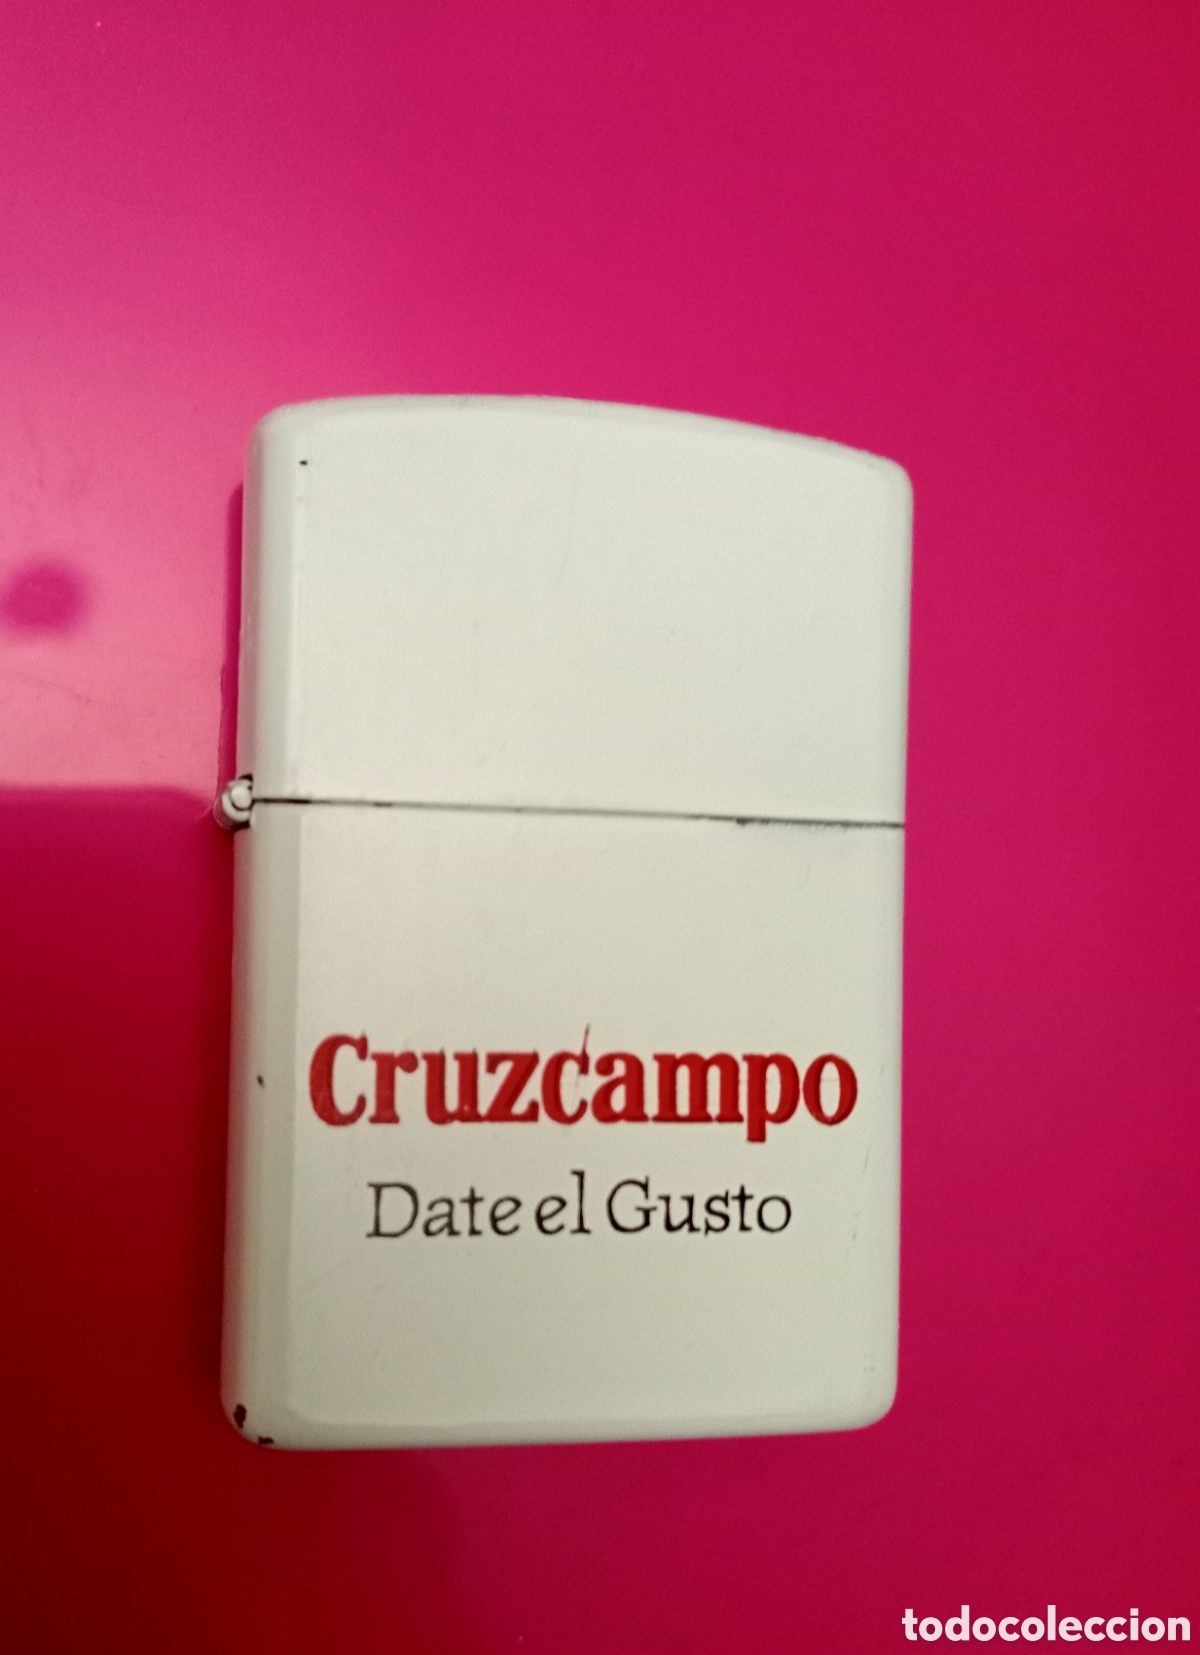 Cruzcampo
Date el Gusto
todocoleccion